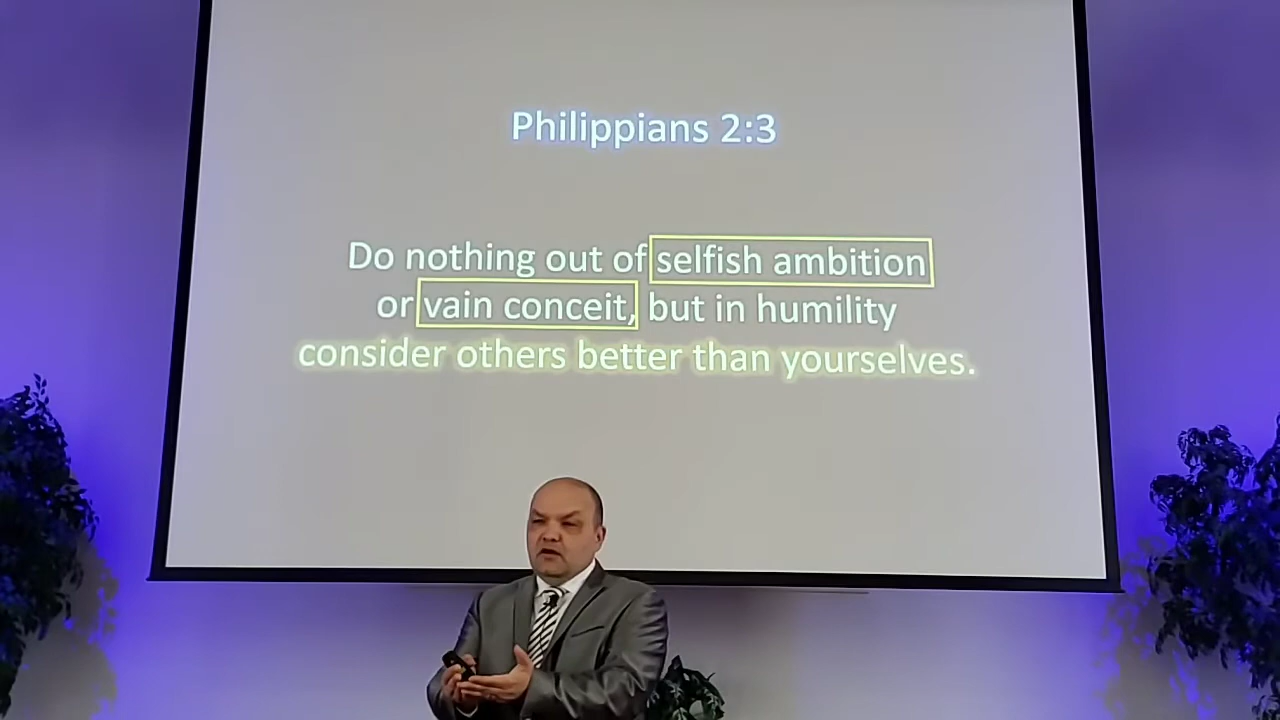 Philippians 2:3
Do nothing out of selfish ambition
or vain conceit, but in humility
consider others better than yourselves.